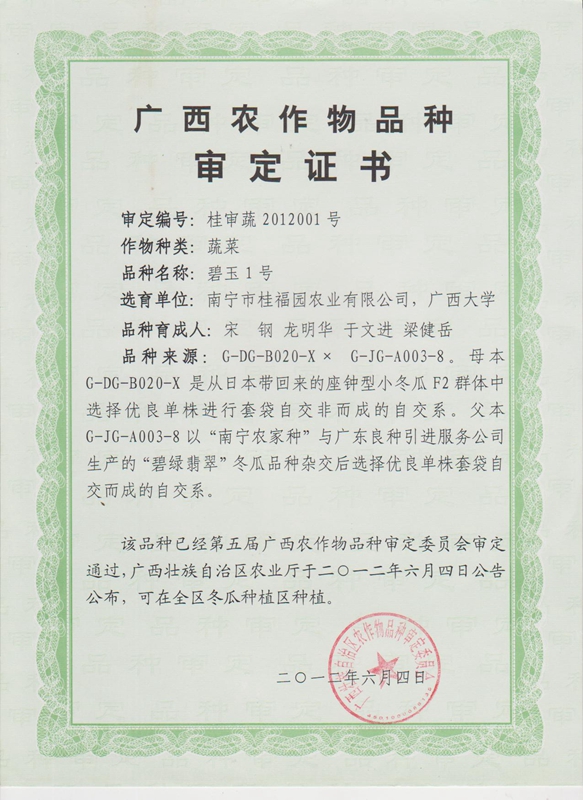 广西农作物品种
审定证书
审定编号：桂审蔬2012001号
作物种类：蔬菜
品种名称：碧玉1号
选育单位：南宁市桂福园农业有限公司，广西大学
品种育成人：宋　钢 龙明华 于文进 梁健岳
品种来源：G-DG-B020-X × G-JG-A003-8。母本
G-DG-B020-X 是从日本带回来的座钟型小冬瓜F2群体中
选择优良单株进行套袋自交非而成的自交系。父本
G-JG-A003-8以“南宁农家种”与广东良种引进服务公司
生产的“碧绿翡翠”冬瓜品种杂交后选择优良单株套袋自
交而成的自交系。
该品种已经第五届广西农作物品种审定委员会审定
通过，广西壮族自治区农业厅于二〇一二年六月四日公告
公布，可在全区冬瓜种植区种植。
二〇一二年六月四日